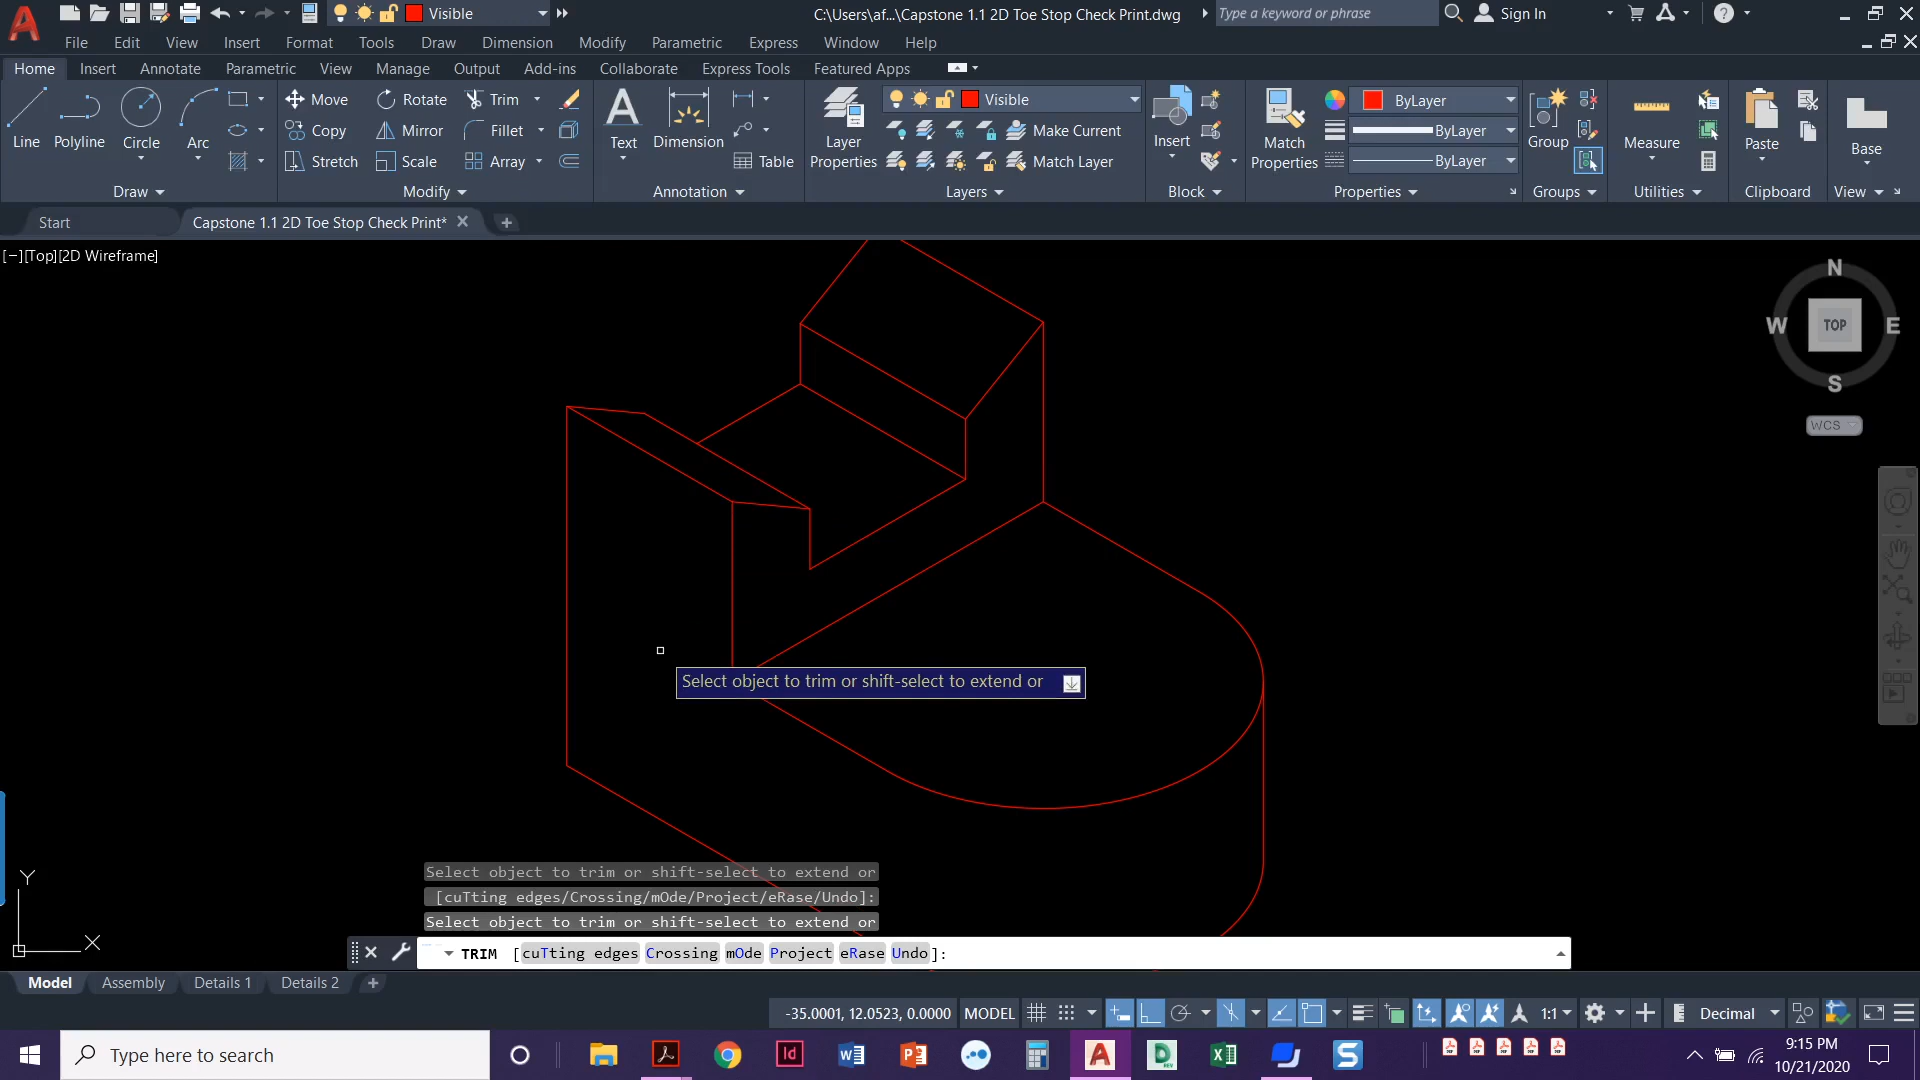 Visible
C:\Users\af...\Capstone 1.1 2D Toe Stop Check Print.dwg
Type a keyword or phrase
Sign In
File Edit View Insert Format Tools Draw Dimension Modify Parametric Express Window Help
Home Insert Annotate Parametric View Manage Output Add-ins Collaborate Express Tools Featured Apps
Line Polyline Circle Arc
Move Rotate Trim
Copy Mirror Fillet
Stretch Scale Array
Text Dimension Table
Layer Properties
Visible
Make Current
Match Layer
Insert
Match Properties
ByLayer
ByLayer
ByLayer
Group
Measure
Paste
Base
Draw Modify Annotation Layers Block Properties Groups Utilities Clipboard View
Start Capstone 1.1 2D Toe Stop Check Print*
[−][Top][2D Wireframe]
N
W TOP E
S
WCS
Select object to trim or shift-select to extend or
Y
X
Select object to trim or shift-select to extend or
[cuTting edges/Crossing/mOde/Project/eRase/Undo]:
Select object to trim or shift-select to extend or
TRIM [cuTting edges Crossing mOde Project eRase Undo]:
Model Assembly Details 1 Details 2
-35.0001, 12.0523, 0.0000 MODEL 1:1 Decimal
Type here to search
9:15 PM
10/21/2020